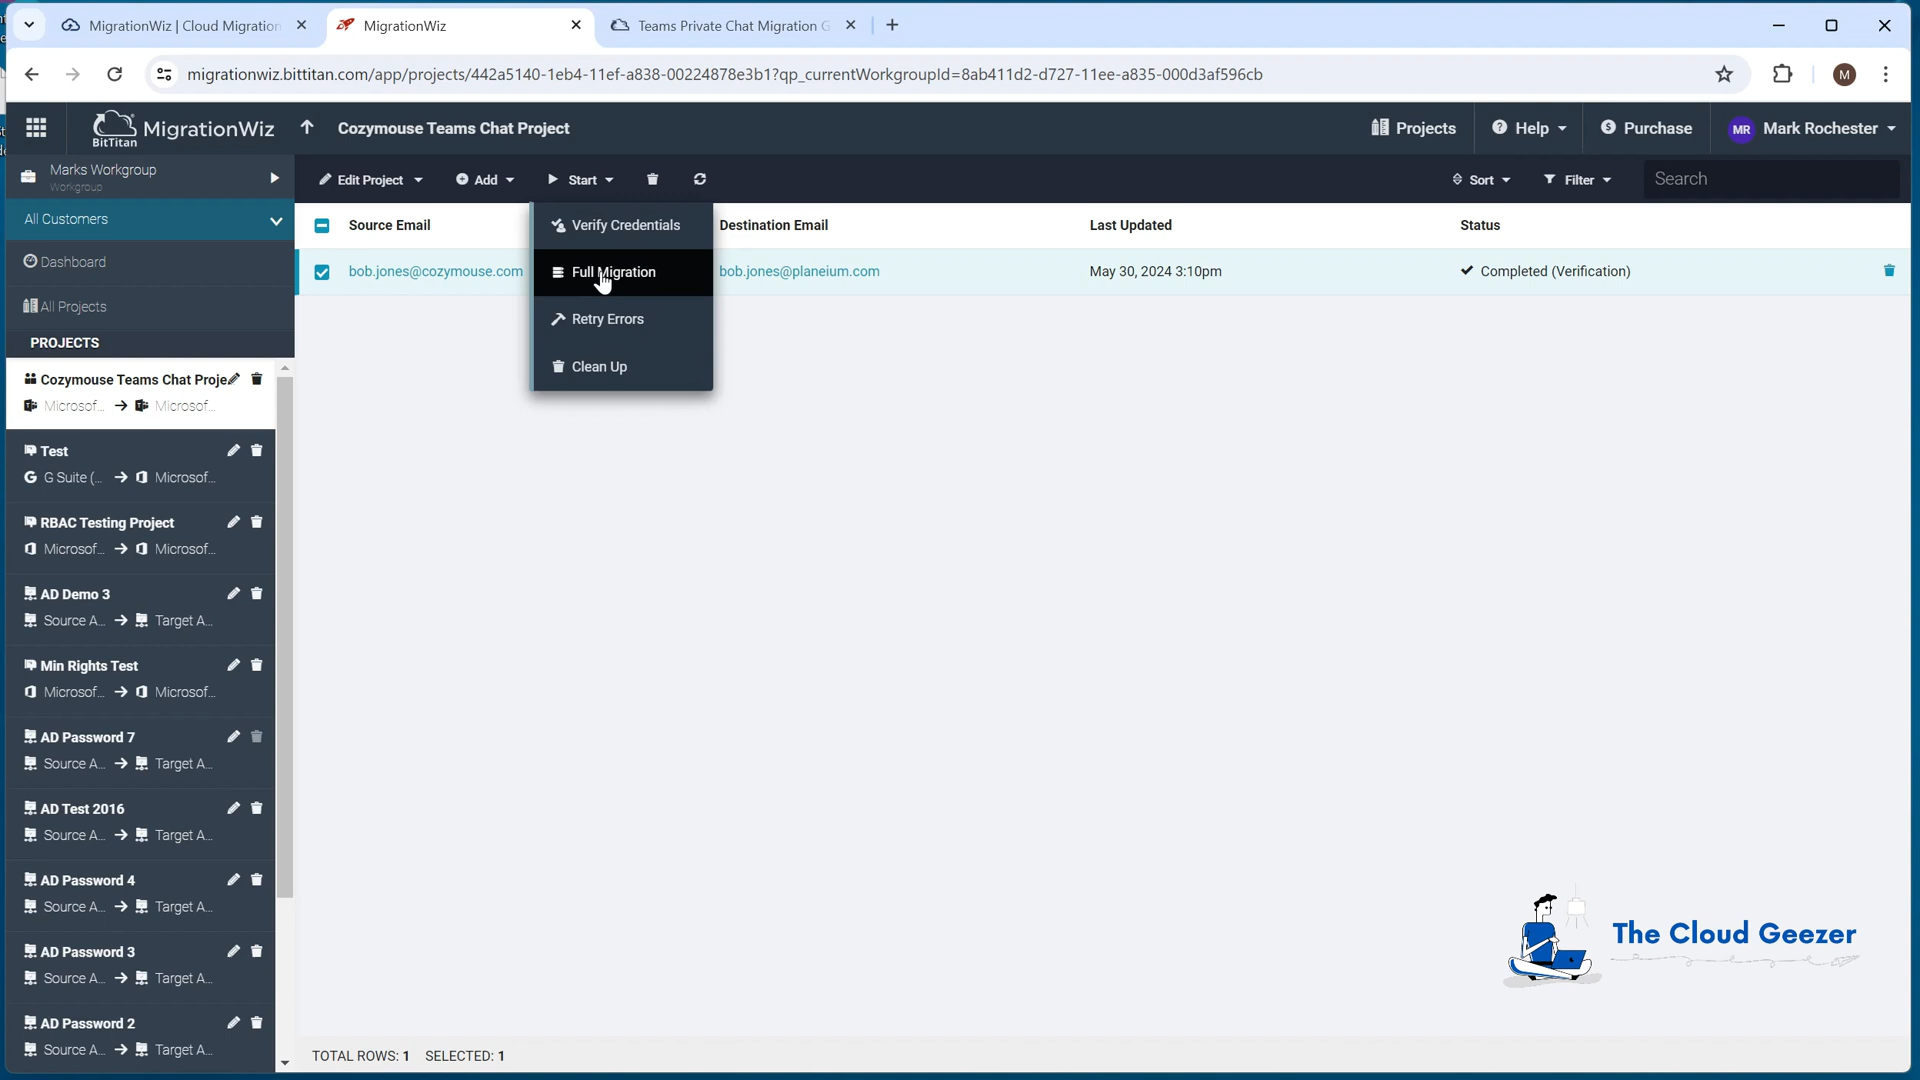 MigrationWiz | Cloud Migration
MigrationWiz
Teams Private Chat Migration G
migrationwiz.bittitan.com/app/projects/442a5140-1eb4-11ef-a838-00224878e3b1?qp_currentWorkgroupId=8ab411d2-d727-11ee-a835-000d3af596cb
M
BitTitan
MigrationWiz
Cozymouse Teams Chat Project
Projects
Help
Purchase
MR Mark Rochester
Marks Workgroup
Workgroup
All Customers
Dashboard
All Projects
PROJECTS
Cozymouse Teams Chat Proje
Microsof... Microsof...
Test
G Suite (... Microsof...
RBAC Testing Project
Microsof... Microsof...
AD Demo 3
Source A... Target A...
Min Rights Test
Microsof... Microsof...
AD Password 7
Source A... Target A...
AD Test 2016
Source A... Target A...
AD Password 4
Source A... Target A...
AD Password 3
Source A... Target A...
AD Password 2
Source A... Target A...
Edit Project
Add
Start
Sort
Filter
Search
Source Email
Destination Email
Last Updated
Status
bob.jones@cozymouse.com
bob.jones@planeium.com
May 30, 2024 3:10pm
Completed (Verification)
Verify Credentials
Full Migration
Retry Errors
Clean Up
The Cloud Geezer
TOTAL ROWS: 1 SELECTED: 1